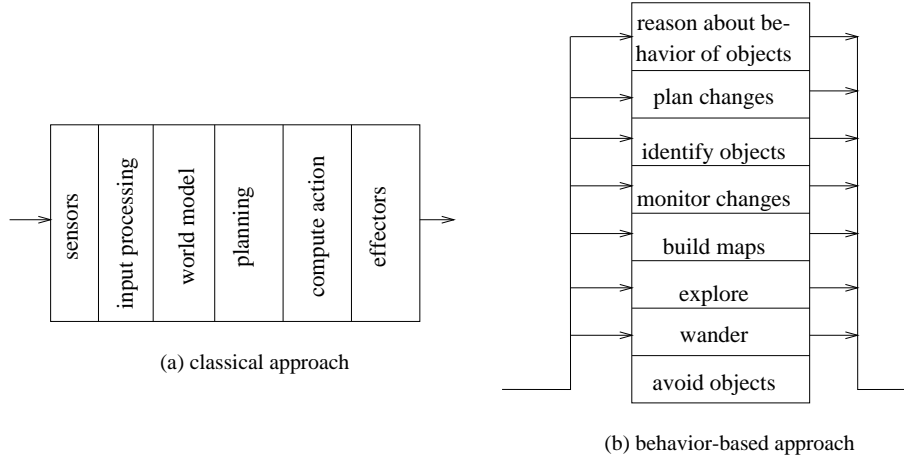 sensors
input processing
world model
planning
compute action
effectors
(a) classical approach
reason about be-
havior of objects
plan changes
identify objects
monitor changes
build maps
explore
wander
avoid objects
(b) behavior-based approach